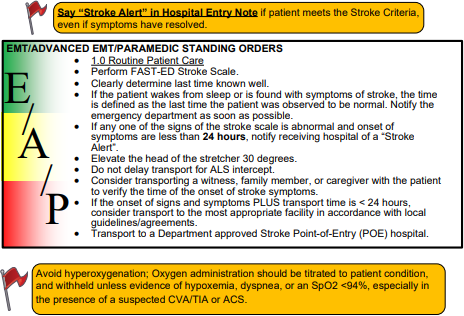 Say “Stroke Alert” in Hospital Entry Note if patient meets the Stroke Criteria,
even if symptoms have resolved.
EMT/ADVANCED EMT/PARAMEDIC STANDING ORDERS
E/A/P
• 1.0 Routine Patient Care
• Perform FAST-ED Stroke Scale.
• Clearly determine last time known well.
• If the patient wakes from sleep or is found with symptoms of stroke, the time
is defined as the last time the patient was observed to be normal. Notify the
emergency department as soon as possible.
• If any one of the signs of the stroke scale is abnormal and onset of
symptoms are less than 24 hours, notify receiving hospital of a “Stroke
Alert”.
• Elevate the head of the stretcher 30 degrees.
• Do not delay transport for ALS intercept.
• Consider transporting a witness, family member, or caregiver with the patient
to verify the time of the onset of stroke symptoms.
• If the onset of signs and symptoms PLUS transport time is < 24 hours,
consider transport to the most appropriate facility in accordance with local
guidelines/agreements.
• Transport to a Department approved Stroke Point-of-Entry (POE) hospital.
Avoid hyperoxygenation; Oxygen administration should be titrated to patient condition,
and withheld unless evidence of hypoxemia, dyspnea, or an SpO2 <94%, especially in
the presence of a suspected CVA/TIA or ACS.